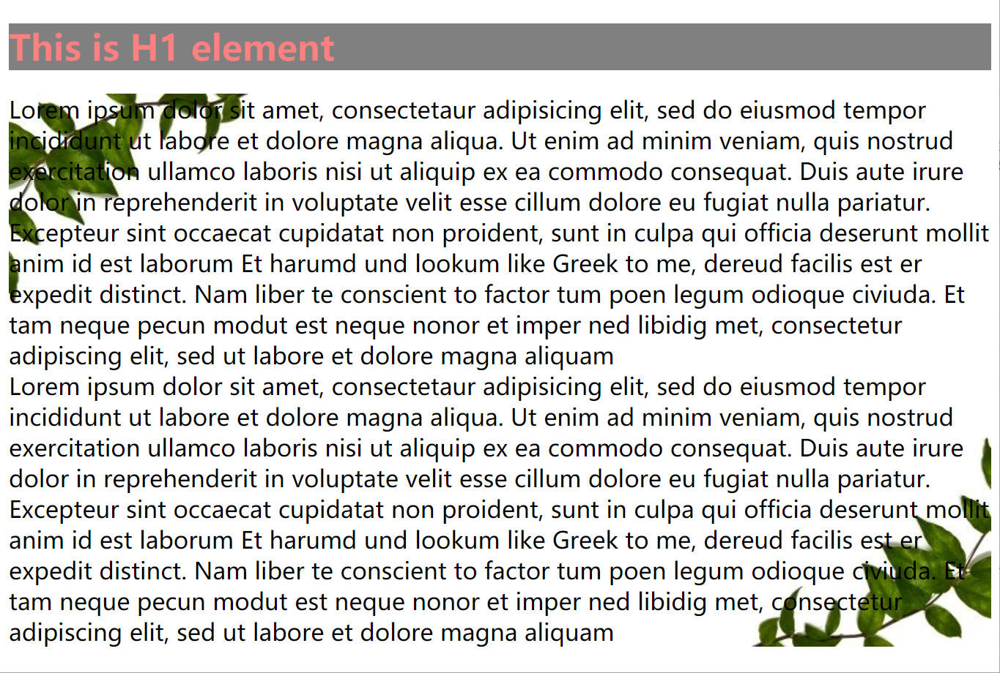 This is H1 element
Lorem ipsum dolor sit amet, consectetaur adipisicing elit, sed do eiusmod tempor
incididunt ut labore et dolore magna aliqua. Ut enim ad minim veniam, quis nostrud
exercitation ullamco laboris nisi ut aliquip ex ea commodo consequat. Duis aute irure
dolor in reprehenderit in voluptate velit esse cillum dolore eu fugiat nulla pariatur.
Excepteur sint occaecat cupidatat non proident, sunt in culpa qui officia deserunt mollit
anim id est laborum Et harumd und lookum like Greek to me, dereud facilis est er
expedit distinct. Nam liber te conscient to factor tum poen legum odioque civiuda. Et
tam neque pecun modut est neque nonor et imper ned libidig met, consectetur
adipiscing elit, sed ut labore et dolore magna aliquam
Lorem ipsum dolor sit amet, consectetaur adipisicing elit, sed do eiusmod tempor
incididunt ut labore et dolore magna aliqua. Ut enim ad minim veniam, quis nostrud
exercitation ullamco laboris nisi ut aliquip ex ea commodo consequat. Duis aute irure
dolor in reprehenderit in voluptate velit esse cillum dolore eu fugiat nulla pariatur.
Excepteur sint occaecat cupidatat non proident, sunt in culpa qui officia deserunt mollit
anim id est laborum Et harumd und lookum like Greek to me, dereud facilis est er
expedit distinct. Nam liber te conscient to factor tum poen legum odioque civiuda. Et
tam neque pecun modut est neque nonor et imper ned libidig met, consectetur
adipiscing elit, sed ut labore et dolore magna aliquam